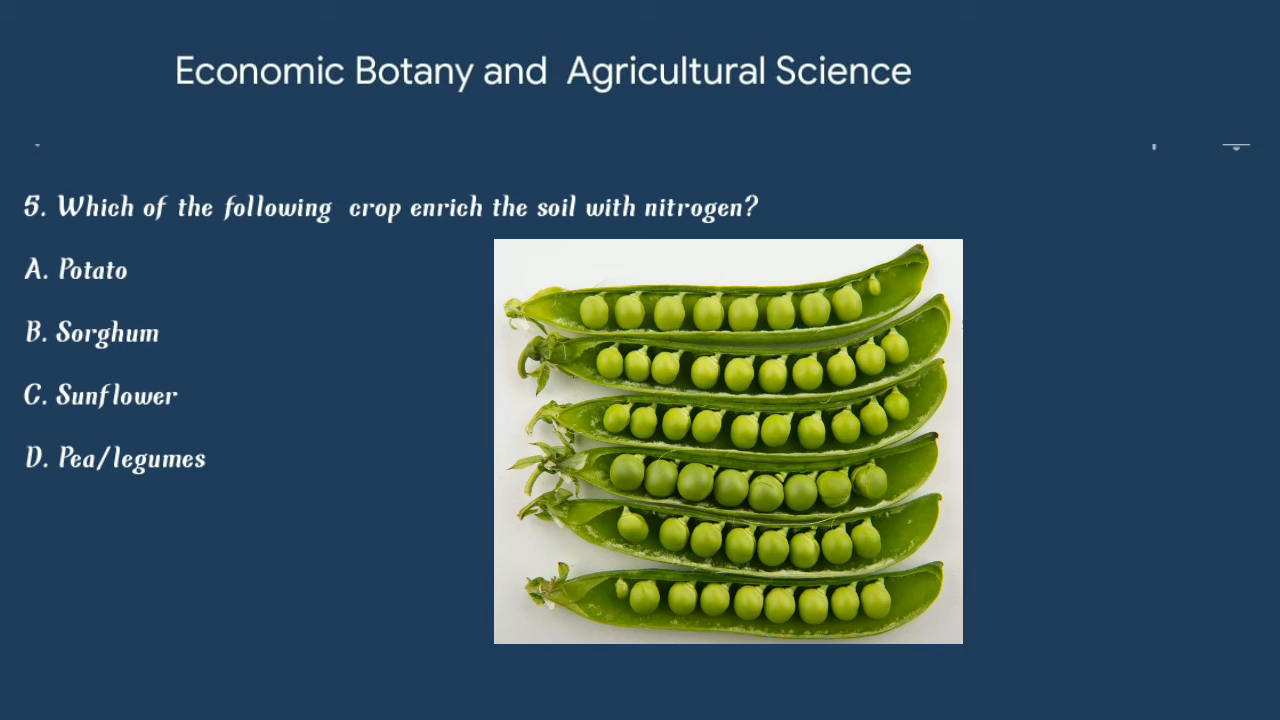 Economic Botany and Agricultural Science
5. Which of the following crop enrich the soil with nitrogen?
A. Potato
B. Sorghum
C. Sunflower
D. Pea/legumes